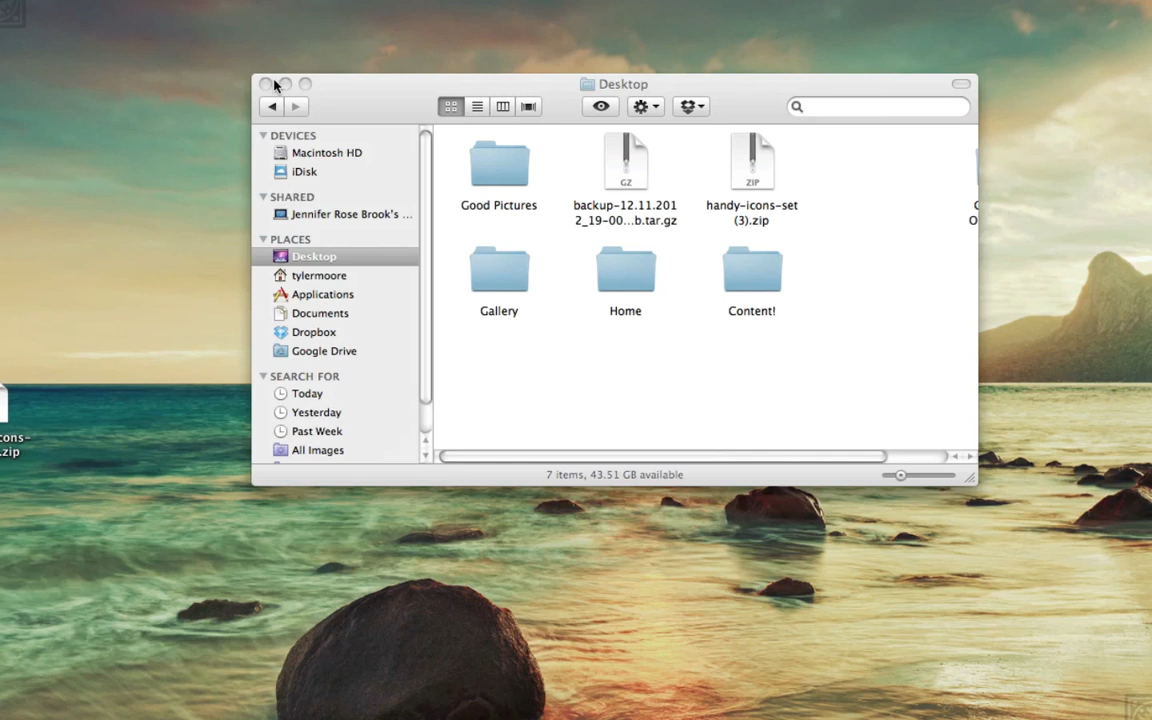 Desktop
DEVICES
Macintosh HD
iDisk
SHARED
Jennifer Rose Brook's ...
PLACES
Desktop
tylermoore
Applications
Documents
Dropbox
Google Drive
SEARCH FOR
Today
Yesterday
Past Week
All Images
Good Pictures
GZ
backup-12.11.201
2_19-00...b.tar.gz
ZIP
handy-icons-set
(3).zip
Gallery
Home
Content!
7 items, 43.51 GB available
cons-
.zip